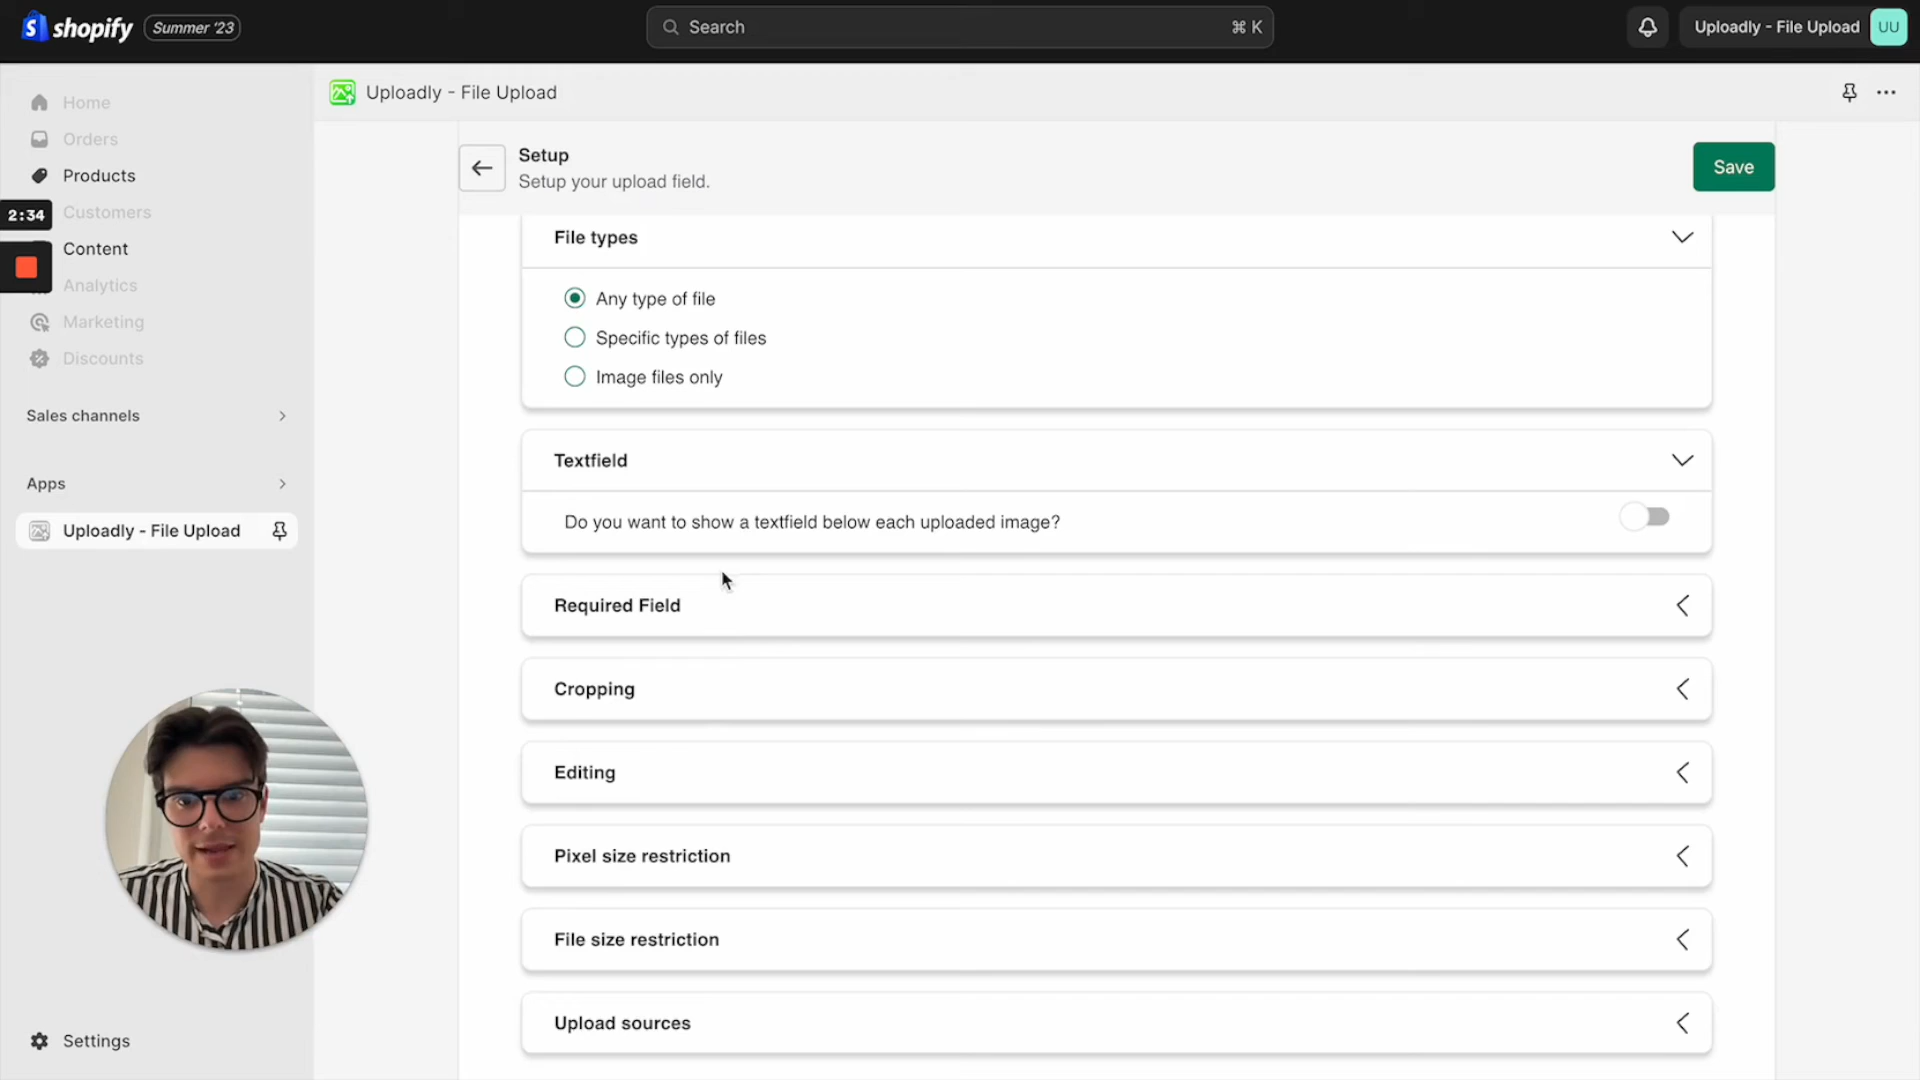 shopify
Summer '23
Search
⌘ K
Uploadly - File Upload
UU
Home
Orders
Products
Customers
Content
Analytics
Marketing
Discounts
Sales channels
Apps
Uploadly - File Upload
Settings
2:34
Uploadly - File Upload
Setup
Setup your upload field.
Save
File types
Any type of file
Specific types of files
Image files only
Textfield
Do you want to show a textfield below each uploaded image?
Required Field
Cropping
Editing
Pixel size restriction
File size restriction
Upload sources